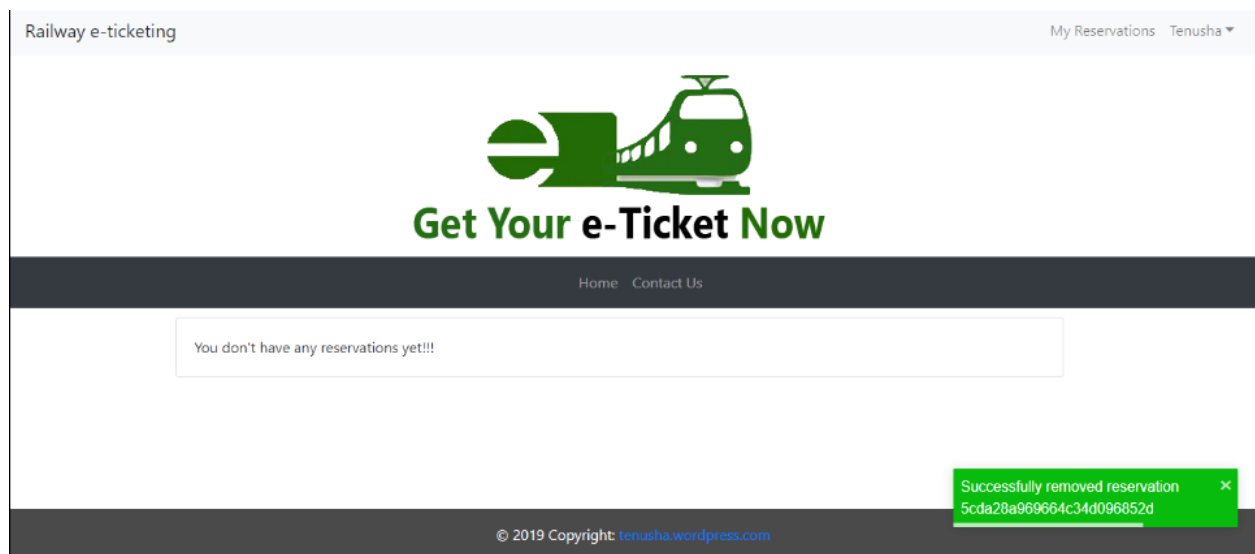 Railway e-ticketing
My Reservations Tenusha
Get Your e-Ticket Now
Home Contact Us
You don't have any reservations yet!!!
Successfully removed reservation ×
5cda28a969664c34d096852d
© 2019 Copyright: tenusha.wordpress.com